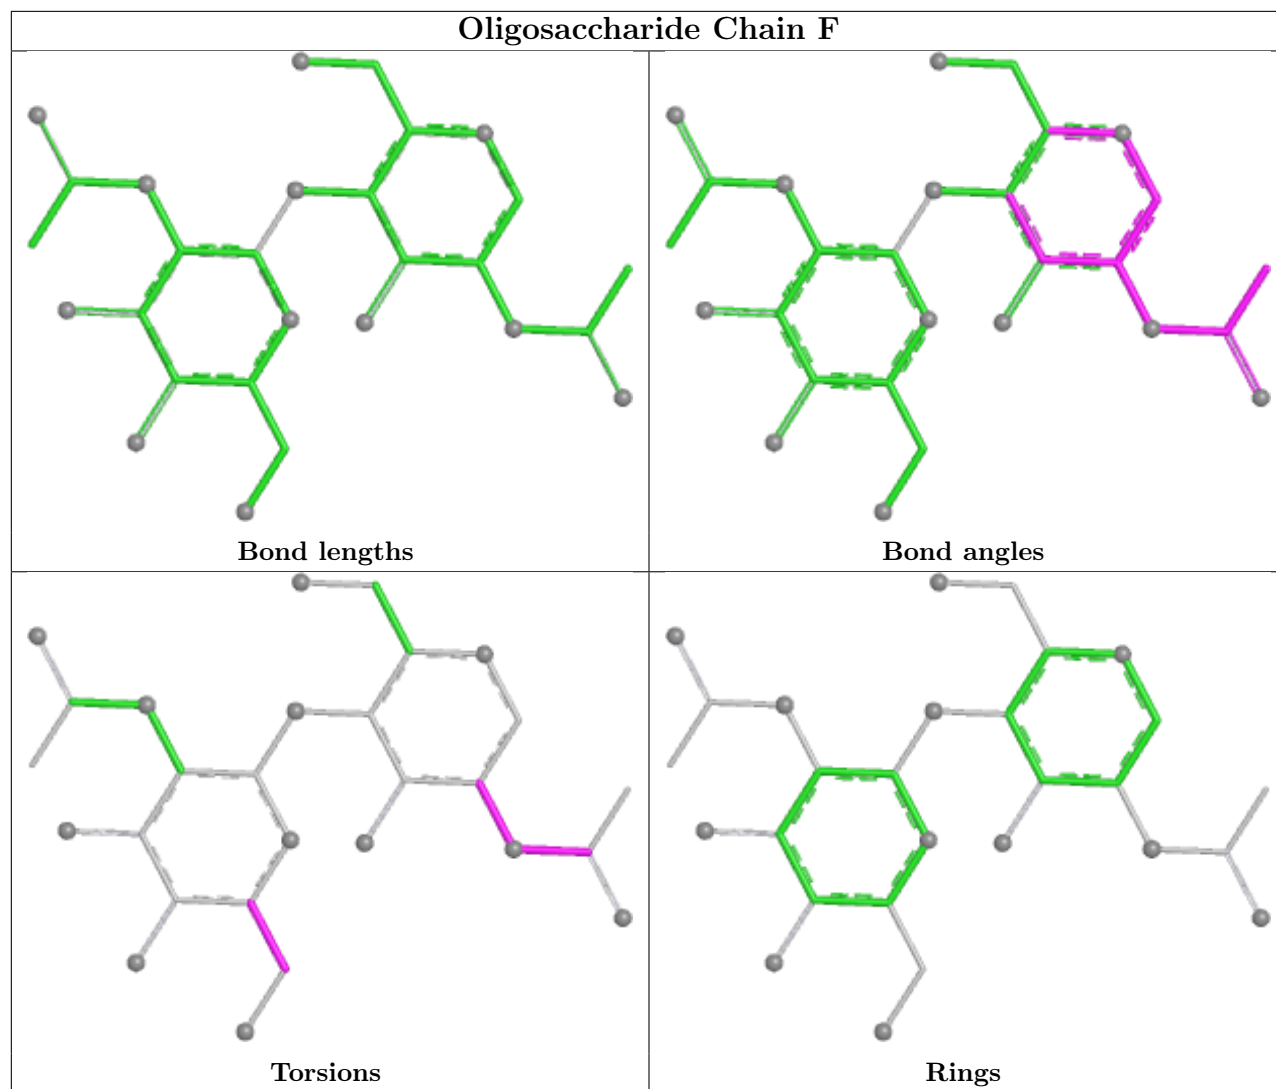 Oligosaccharide Chain F
Bond lengths
Bond angles
Torsions
Rings